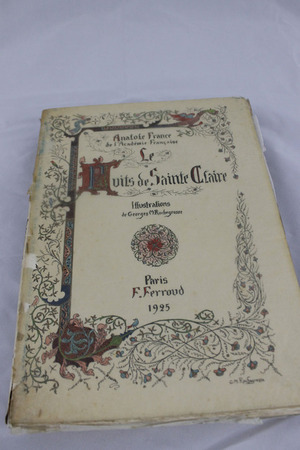 Anatole France
de l'Académie Française
Le
Puits de Sainte Claire
Illustrations
de Georges Rochegrosse
Paris
F. Ferroud
1925